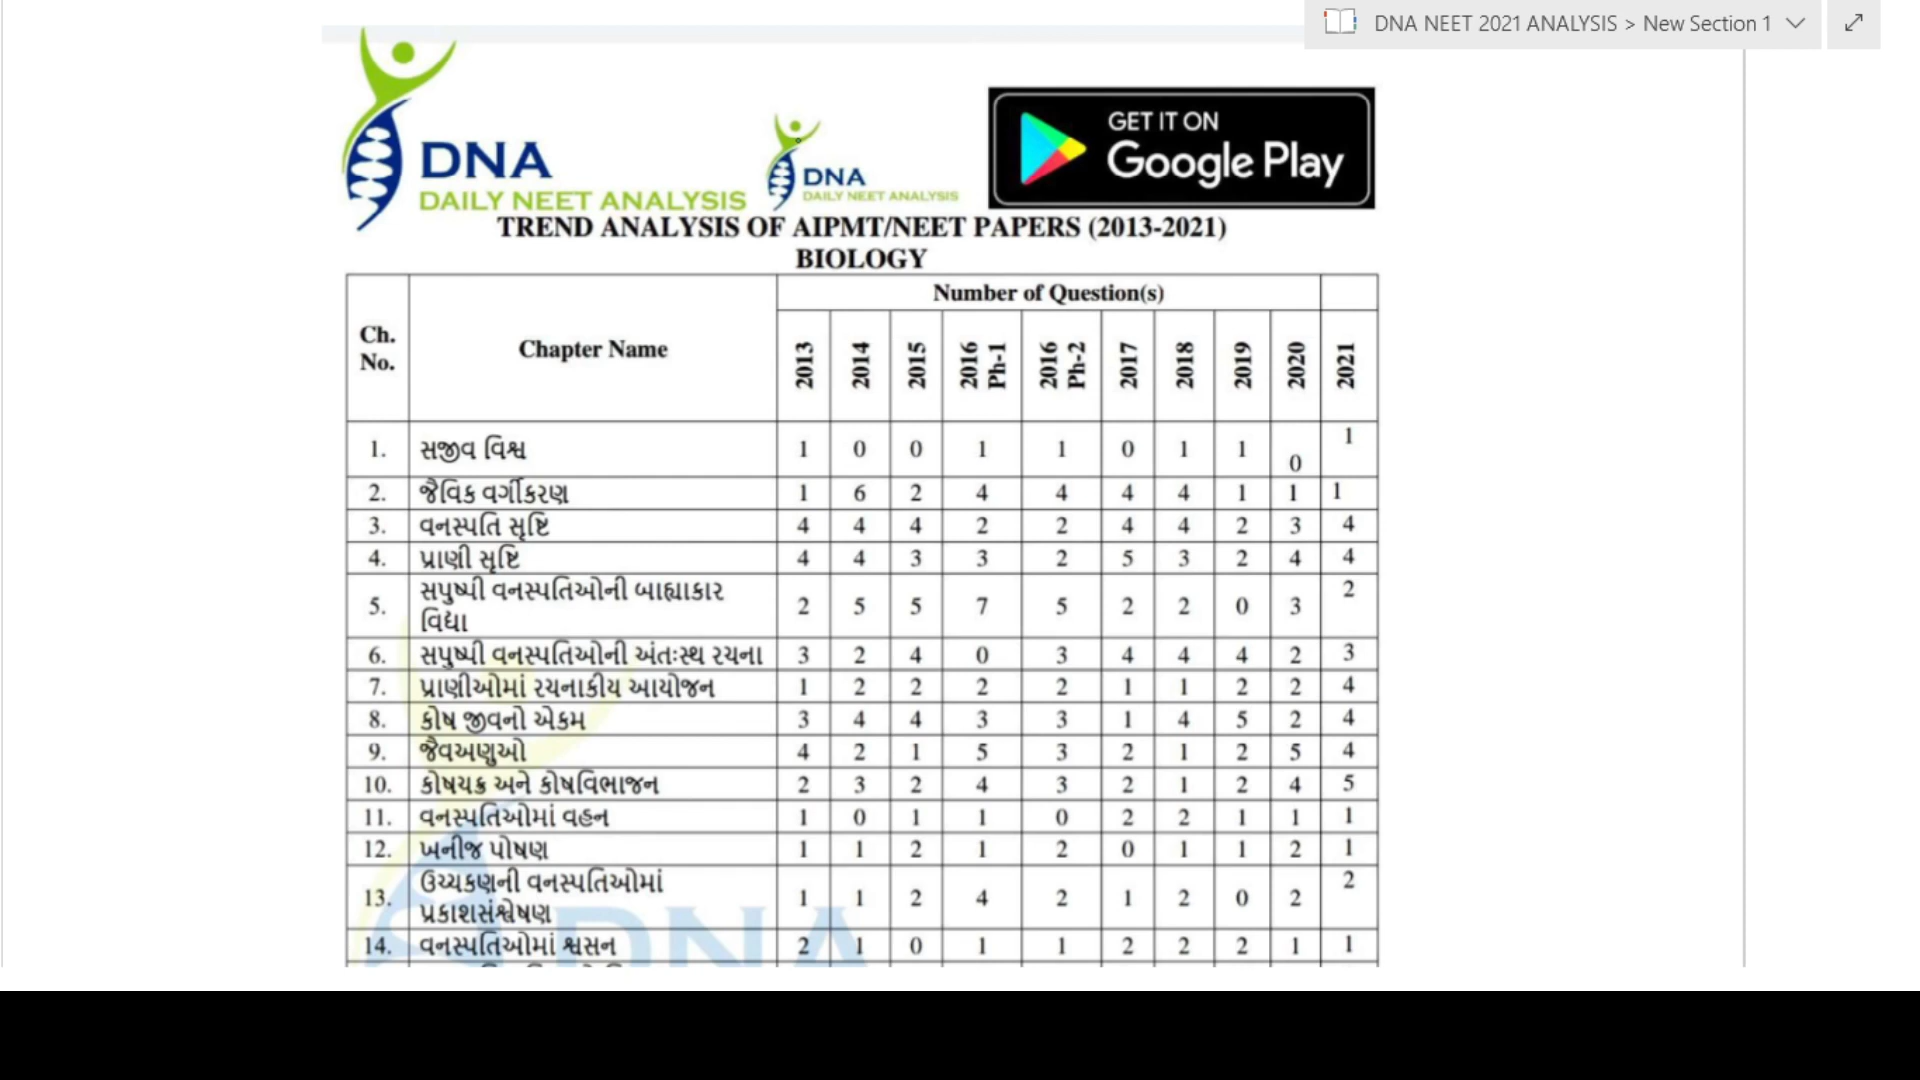 DNA NEET 2021 ANALYSIS > New Section 1
DNA
DAILY NEET ANALYSIS
DNA
DAILY NEET ANALYSIS
GET IT ON
Google Play
TREND ANALYSIS OF AIPMT/NEET PAPERS (2013-2021)
BIOLOGY
Ch. No. Chapter Name Number of Question(s)
2013 2014 2015 2016 Ph-1 2016 Ph-2 2017 2018 2019 2020 2021
1. સજીવ વિશ્વ 1 0 0 1 1 0 1 1 0 1
2. જૈવિક વર્ગીકરણ 1 6 2 4 4 4 4 1 1 1
3. વનસ્પતિ સૃષ્ટિ 4 4 4 2 2 4 4 2 3 4
4. પ્રાણી સૃષ્ટિ 4 4 3 3 2 5 3 2 4 4
5. સપુષ્પી વનસ્પતિઓની બાહ્યાકાર
વિદ્યા 2 5 5 7 5 2 2 0 3 2
6. સપુષ્પી વનસ્પતિઓની અંતઃસ્થ રચના 3 2 4 0 3 4 4 4 2 3
7. પ્રાણીઓમાં રચનાકીય આયોજન 1 2 2 2 2 1 1 2 2 4
8. કોષ જીવનો એકમ 3 4 4 3 3 1 4 5 2 4
9. જૈવઅણુઓ 4 2 1 5 3 2 1 2 5 4
10. કોષચક્ર અને કોષવિભાજન 2 3 2 4 3 2 1 2 4 5
11. વનસ્પતિઓમાં વહન 1 0 1 1 0 2 2 1 1 1
12. ખનીજ પોષણ 1 1 2 1 2 0 1 1 2 1
13. ઉચ્ચકણની વનસ્પતિઓમાં
પ્રકાશસંશ્લેષણ 1 1 2 4 2 1 2 0 2 2
14. વનસ્પતિઓમાં શ્વસન 2 1 0 1 1 2 2 2 1 1
DNA